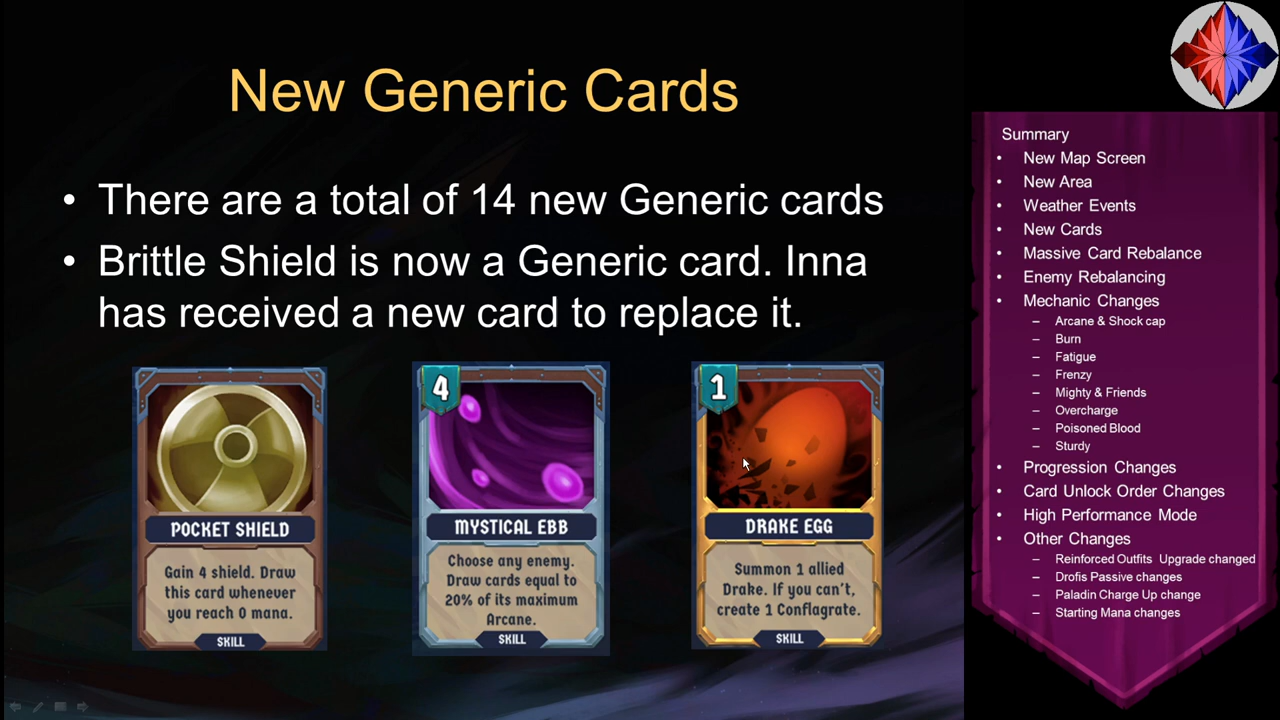 New Generic Cards
• There are a total of 14 new Generic cards
• Brittle Shield is now a Generic card. Inna
has received a new card to replace it.
POCKET SHIELD
Gain 4 shield. Draw
this card whenever
you reach 0 mana.
SKILL
4
MYSTICAL EBB
Choose any enemy.
Draw cards equal to
20% of its maximum
Arcane.
SKILL
1
DRAKE EGG
Summon 1 allied
Drake. If you can't,
create 1 Conflagrate.
SKILL
Summary
• New Map Screen
• New Area
• Weather Events
• New Cards
• Massive Card Rebalance
• Enemy Rebalancing
• Mechanic Changes
– Arcane & Shock cap
– Burn
– Fatigue
– Frenzy
– Mighty & Friends
– Overcharge
– Poisoned Blood
– Sturdy
• Progression Changes
• Card Unlock Order Changes
• High Performance Mode
• Other Changes
– Reinforced Outfits Upgrade changed
– Drofis Passive changes
– Paladin Charge Up change
– Starting Mana changes